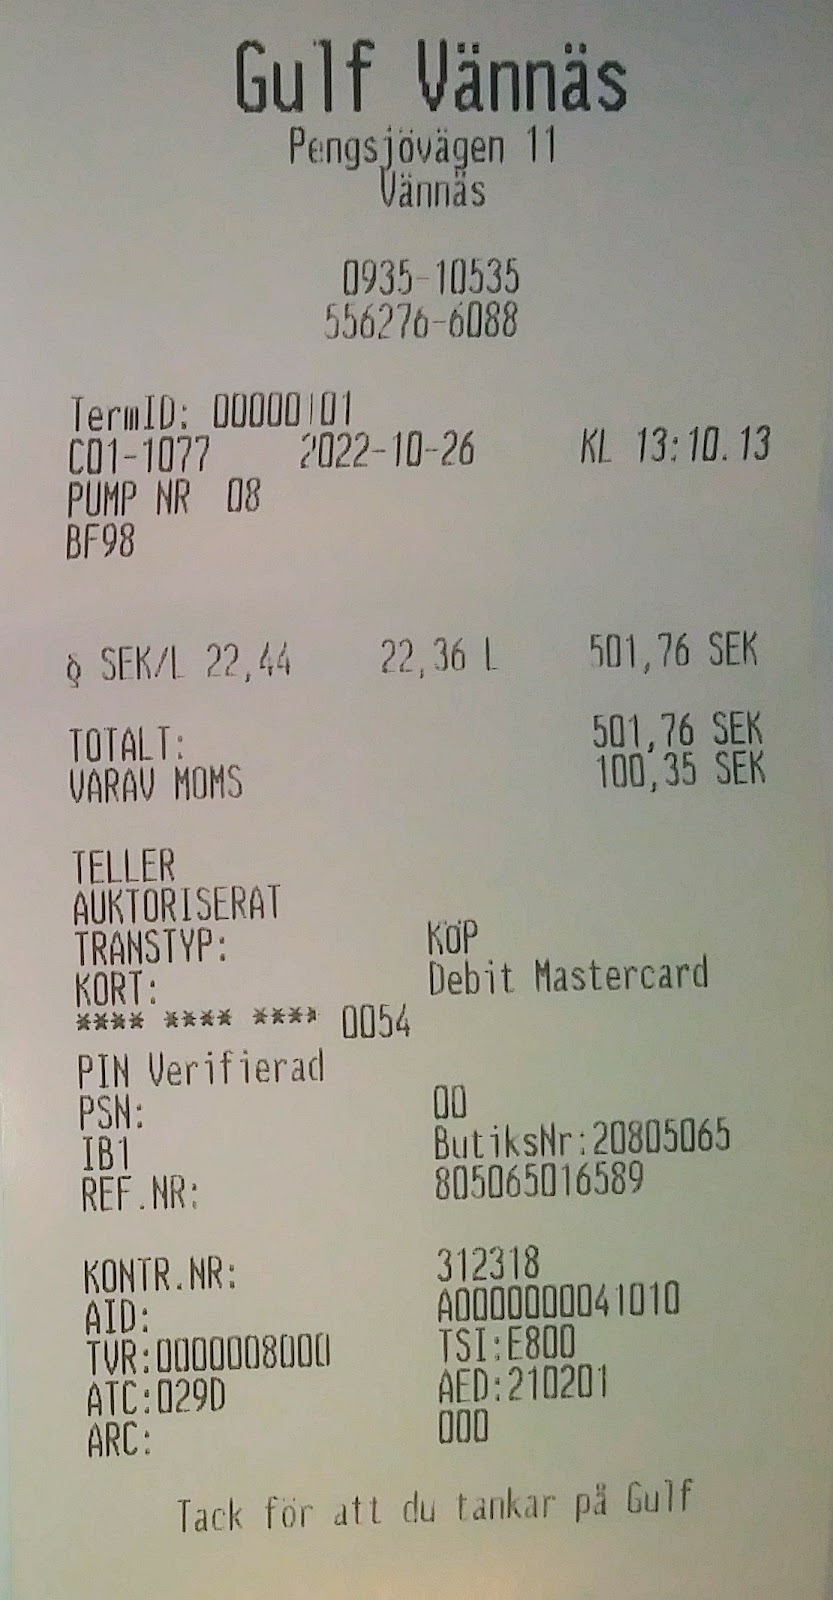 Gulf Vännäs
Pengsjövägen 11
Vännäs
0935-10535
556276-6088
TermID: 00000101
C01-1077 2022-10-26 KL 13:10.13
PUMP NR 08
BF98
§ SEK/L 22,44 22,36 L 501,76 SEK
TOTALT: 501,76 SEK
VARAV MOMS 100,35 SEK
TELLER
AUKTORISERAT
TRANSTYP: KÖP
KORT: Debit Mastercard
**** **** **** 0054
PIN Verifierad
PSN: 00
IB1 ButiksNr:20805065
REF.NR: 805065016589
KONTR.NR: 312318
AID: A0000000041010
TVR:0000008000 TSI:E800
ATC:029D AED:210201
ARC: 000
Tack för att du tankar på Gulf